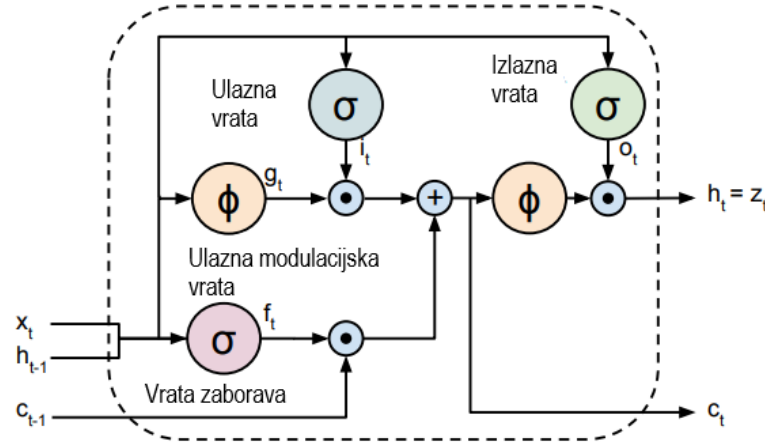 Ulazna
vrata
σ
i_t
Izlazna
vrata
σ
o_t
ϕ
g_t
+
ϕ
h_t = z_t
Ulazna modulacijska
vrata
x_t
h_{t-1}
σ
f_t
Vrata zaborava
c_{t-1}
c_t